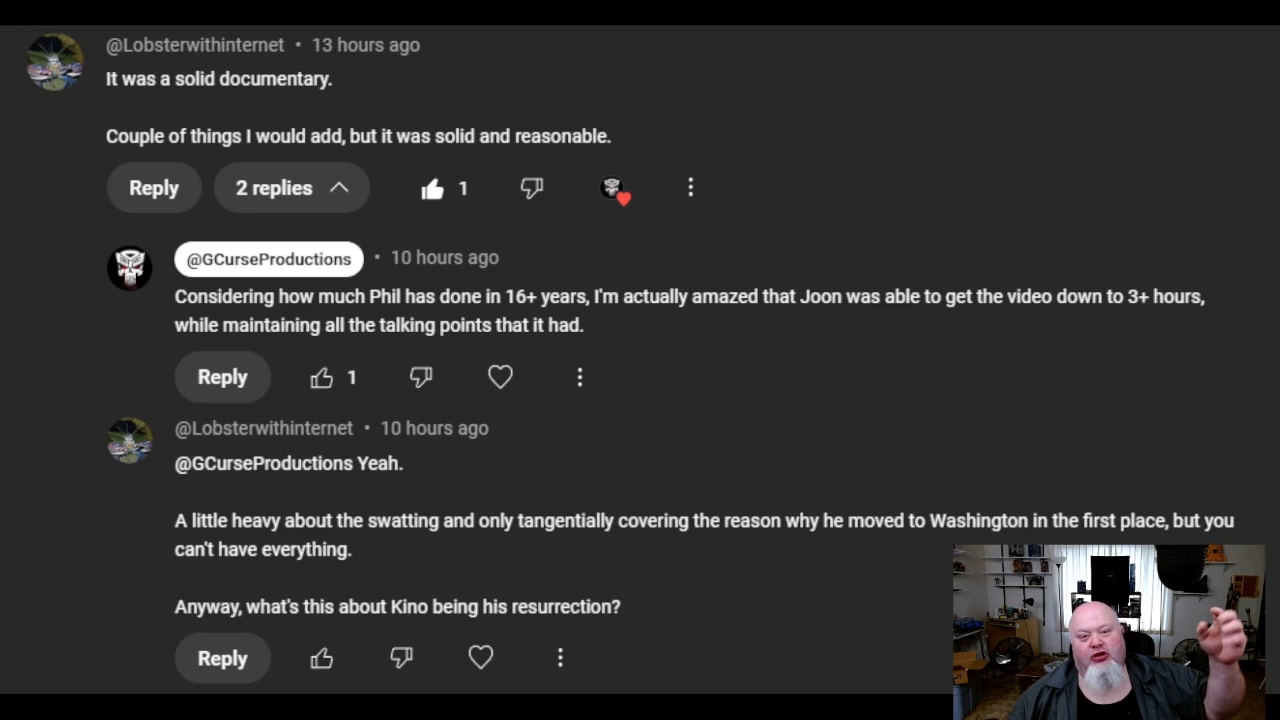 @Lobsterwithinternet • 13 hours ago
It was a solid documentary.
Couple of things I would add, but it was solid and reasonable.
Reply 2 replies 1
@GCurseProductions • 10 hours ago
Considering how much Phil has done in 16+ years, I'm actually amazed that Joon was able to get the video down to 3+ hours,
while maintaining all the talking points that it had.
Reply 1
@Lobsterwithinternet • 10 hours ago
@GCurseProductions Yeah.
A little heavy about the swatting and only tangentially covering the reason why he moved to Washington in the first place, but you
can't have everything.
Anyway, what's this about Kino being his resurrection?
Reply